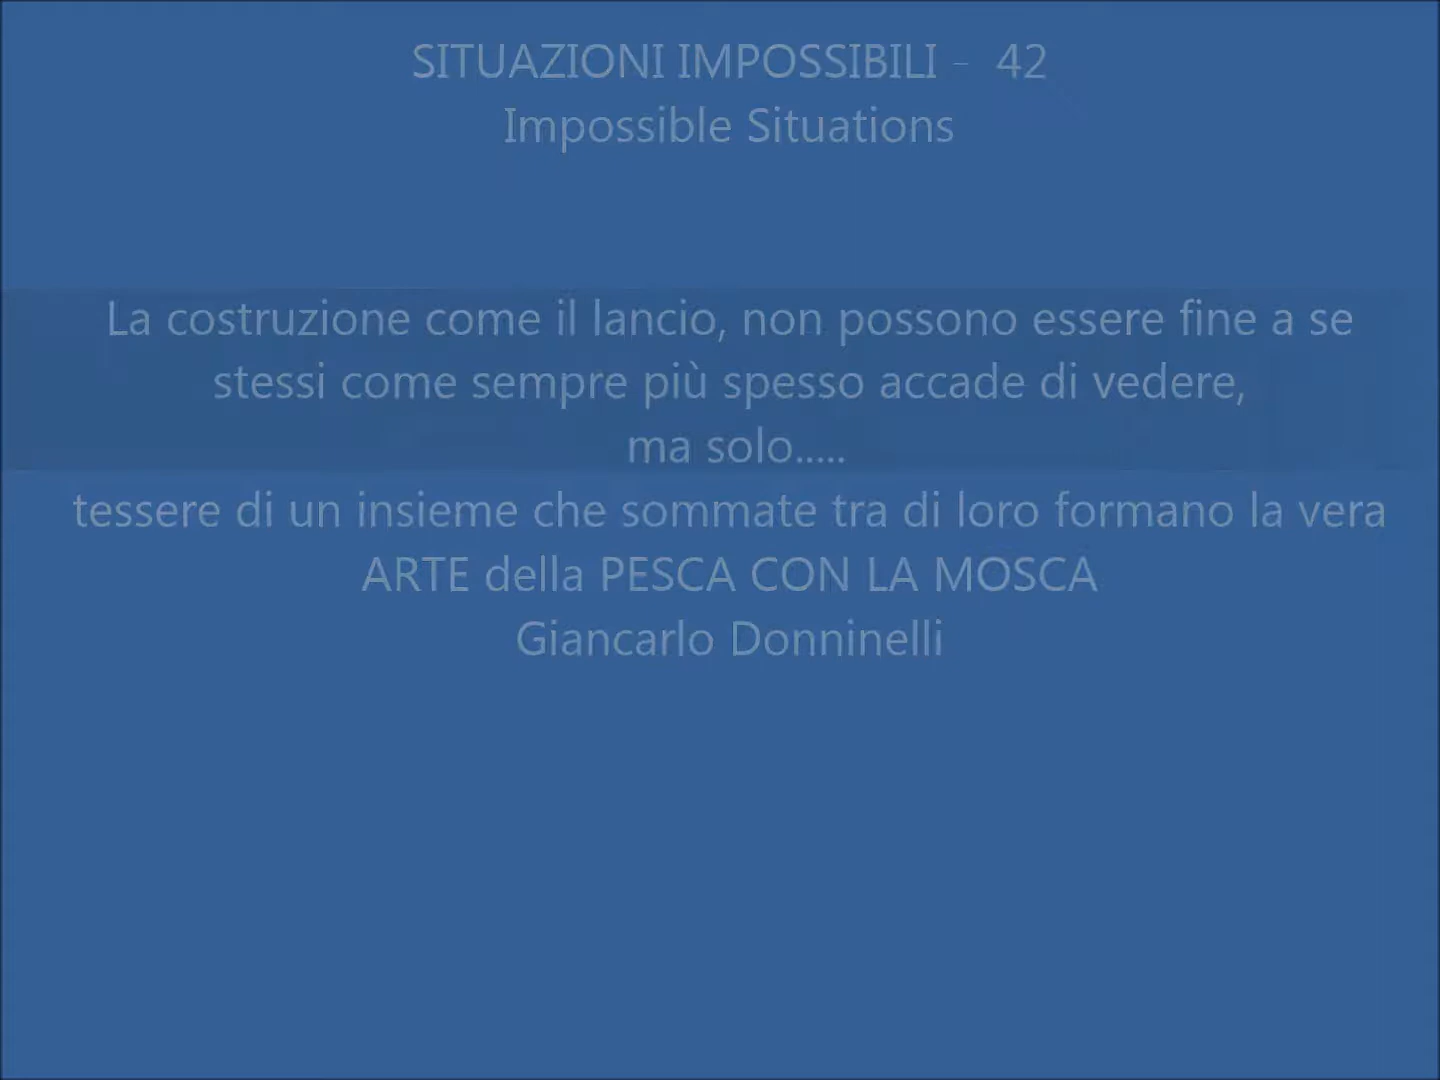 SITUAZIONI IMPOSSIBILI - 42
Impossible Situations
La costruzione come il lancio, non possono essere fine a se
stessi come sempre più spesso accade di vedere,
ma solo.....
tessere di un insieme che sommate tra di loro formano la vera
ARTE della PESCA CON LA MOSCA
Giancarlo Donninelli